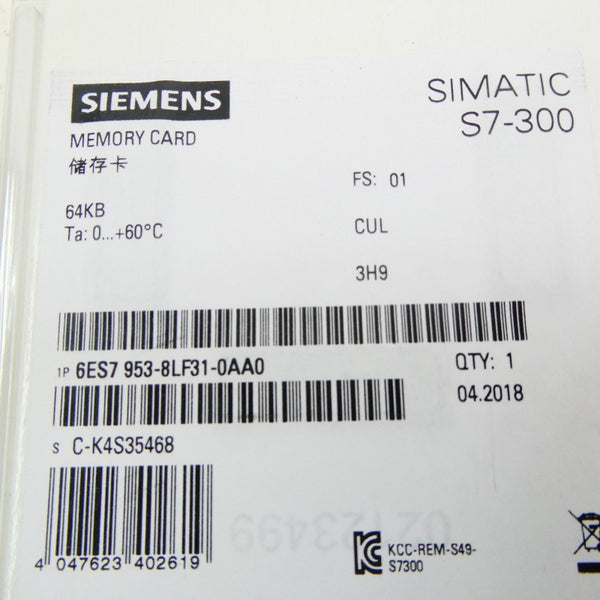 SIEMENS
SIMATIC
S7-300
MEMORY CARD
储存卡
FS: 01
64KB
CUL
Ta: 0...+60°C
3H9
1P 6ES7 953-8LF31-0AA0
QTY: 1
04.2018
S C-K4S35468
4 047623 402619
KCC-REM-S49-
S7300